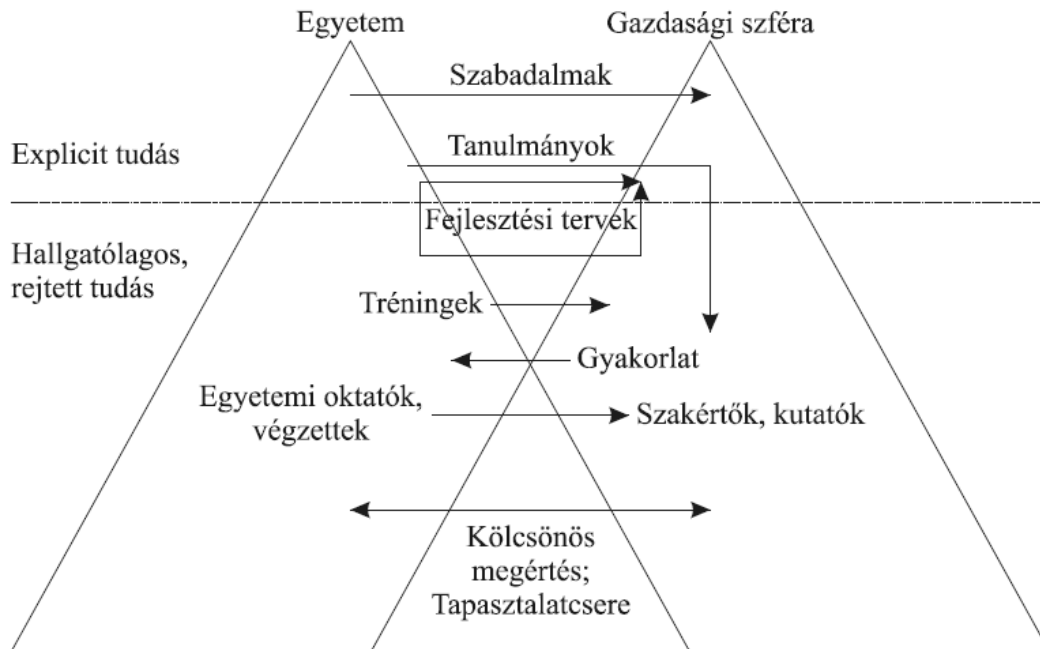 Egyetem
Gazdasági szféra
Szabadalmak
Explicit tudás
Tanulmányok
Fejlesztési tervek
Hallgatólagos,
rejtett tudás
Tréningek
Gyakorlat
Egyetemi oktatók,
végzettek
Szakértők, kutatók
Kölcsönös
megértés;
Tapasztalatcsere